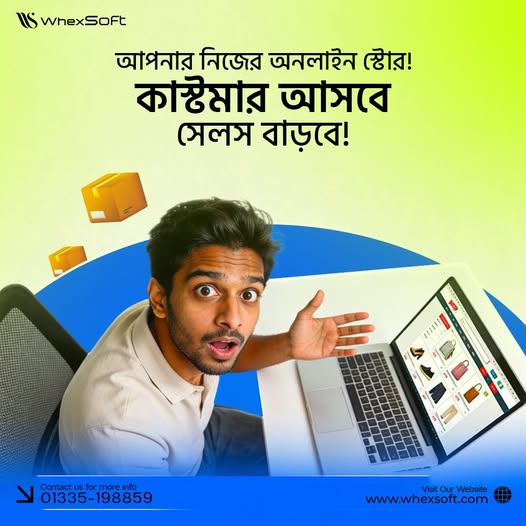 WhexSoft
আপনার নিজের অনলাইন স্টোর!
কাস্টমার আসবে
সেলস বাড়বে!
Contact us for more info
01335-198859
Visit Our Website
www.whexsoft.com